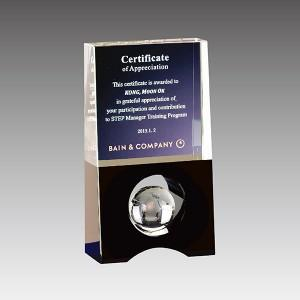 Certificate
of Appreciation
This certificate is awarded to
KONG, MOON OK
in grateful appreciation of
your participation and contribution
to STEP Manager Training Program
2013. 1. 2
BAIN & COMPANY